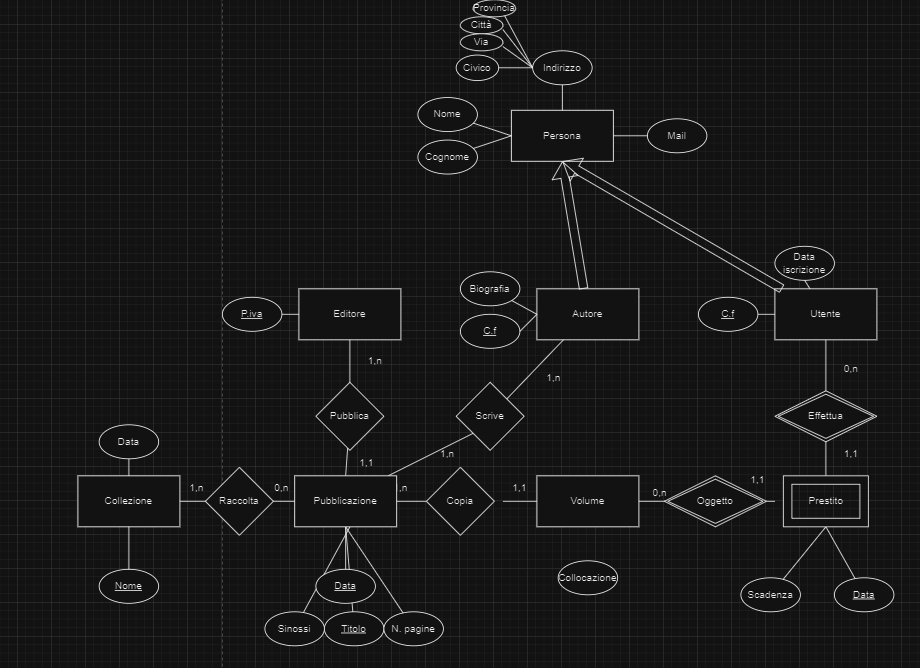 Provincia
Città
Via
Civico
Indirizzo
Nome
Persona
Mail
Cognome
Data
iscrizione
Biografia
P.iva
Editore
Autore
C.f
Utente
C.f
1,n
0,n
1,n
Pubblica
Scrive
Effettua
Data
1,n
1,1
1,1
1,n
0,n
,n
1,1
0,n
1,1
Collezione
Raccolta
Pubblicazione
Copia
Volume
Oggetto
Prestito
Collocazione
Nome
Data
Scadenza
Data
Sinossi
Titolo
N. pagine